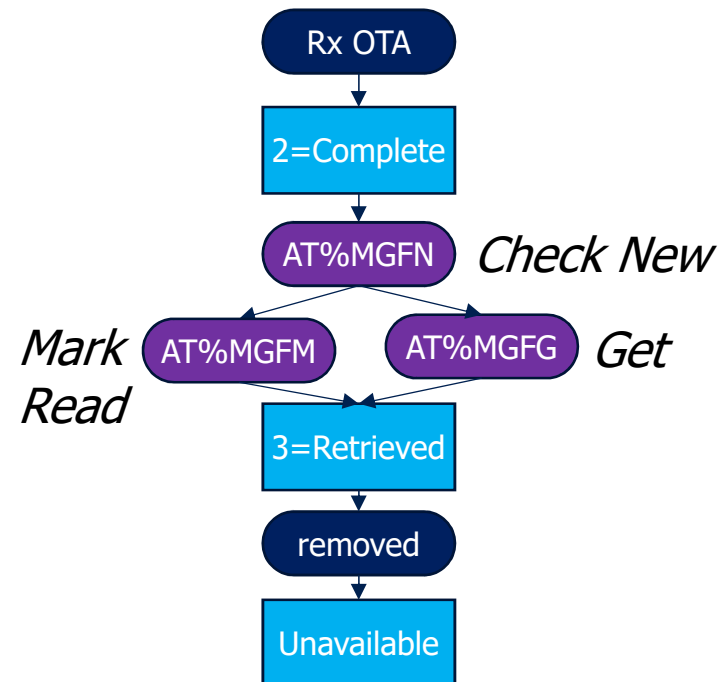 Rx OTA
2=Complete
AT%MGFN
Check New
Mark
Read
AT%MGFM
AT%MGFG
Get
3=Retrieved
removed
Unavailable